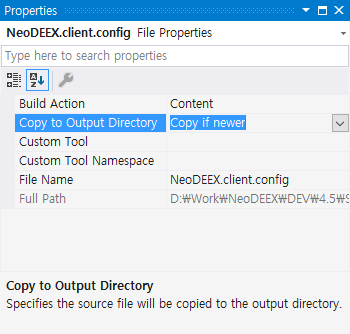 Properties
NeoDEEX.client.config File Properties
Type here to search properties
Build Action Content
Copy to Output Directory Copy if newer
Custom Tool
Custom Tool Namespace
File Name NeoDEEX.client.config
Full Path D:₩Work₩NeoDEEX₩DEV₩4.5₩S
Copy to Output Directory
Specifies the source file will be copied to the output directory.